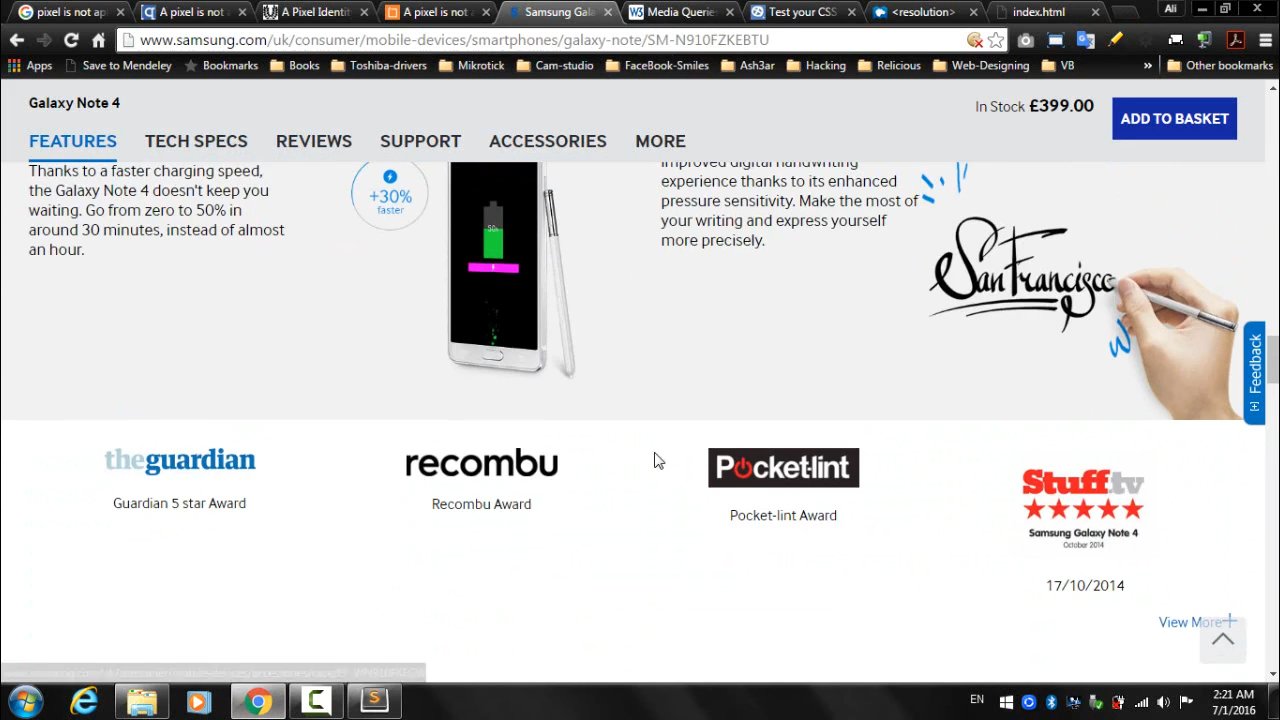 pixel is not ap
A pixel is not a
A Pixel Identit
A pixel is not a
Samsung Gala
Media Querie
Test your CSS
<resolution>
index.html
Ali
www.samsung.com/uk/consumer/mobile-devices/smartphones/galaxy-note/SM-N910FZKEBTU
Apps
Save to Mendeley
Bookmarks
Books
Toshiba-drivers
Mikrotick
Cam-studio
FaceBook-Smiles
Ash3ar
Hacking
Relicious
Web-Designing
VB
»
Other bookmarks
Galaxy Note 4
In Stock £399.00
ADD TO BASKET
FEATURES
TECH SPECS
REVIEWS
SUPPORT
ACCESSORIES
MORE
Thanks to a faster charging speed,
the Galaxy Note 4 doesn't keep you
waiting. Go from zero to 50% in
around 30 minutes, instead of almost
an hour.
+30%
faster
50%
Improved digital handwriting
experience thanks to its enhanced
pressure sensitivity. Make the most of
your writing and express yourself
more precisely.
San Francisco
Feedback
theguardian
Guardian 5 star Award
recombu
Recombu Award
Pocket-lint
Pocket-lint Award
Stuff.tv
Samsung Galaxy Note 4
October 2014
17/10/2014
View More
EN
2:21 AM
7/1/2016